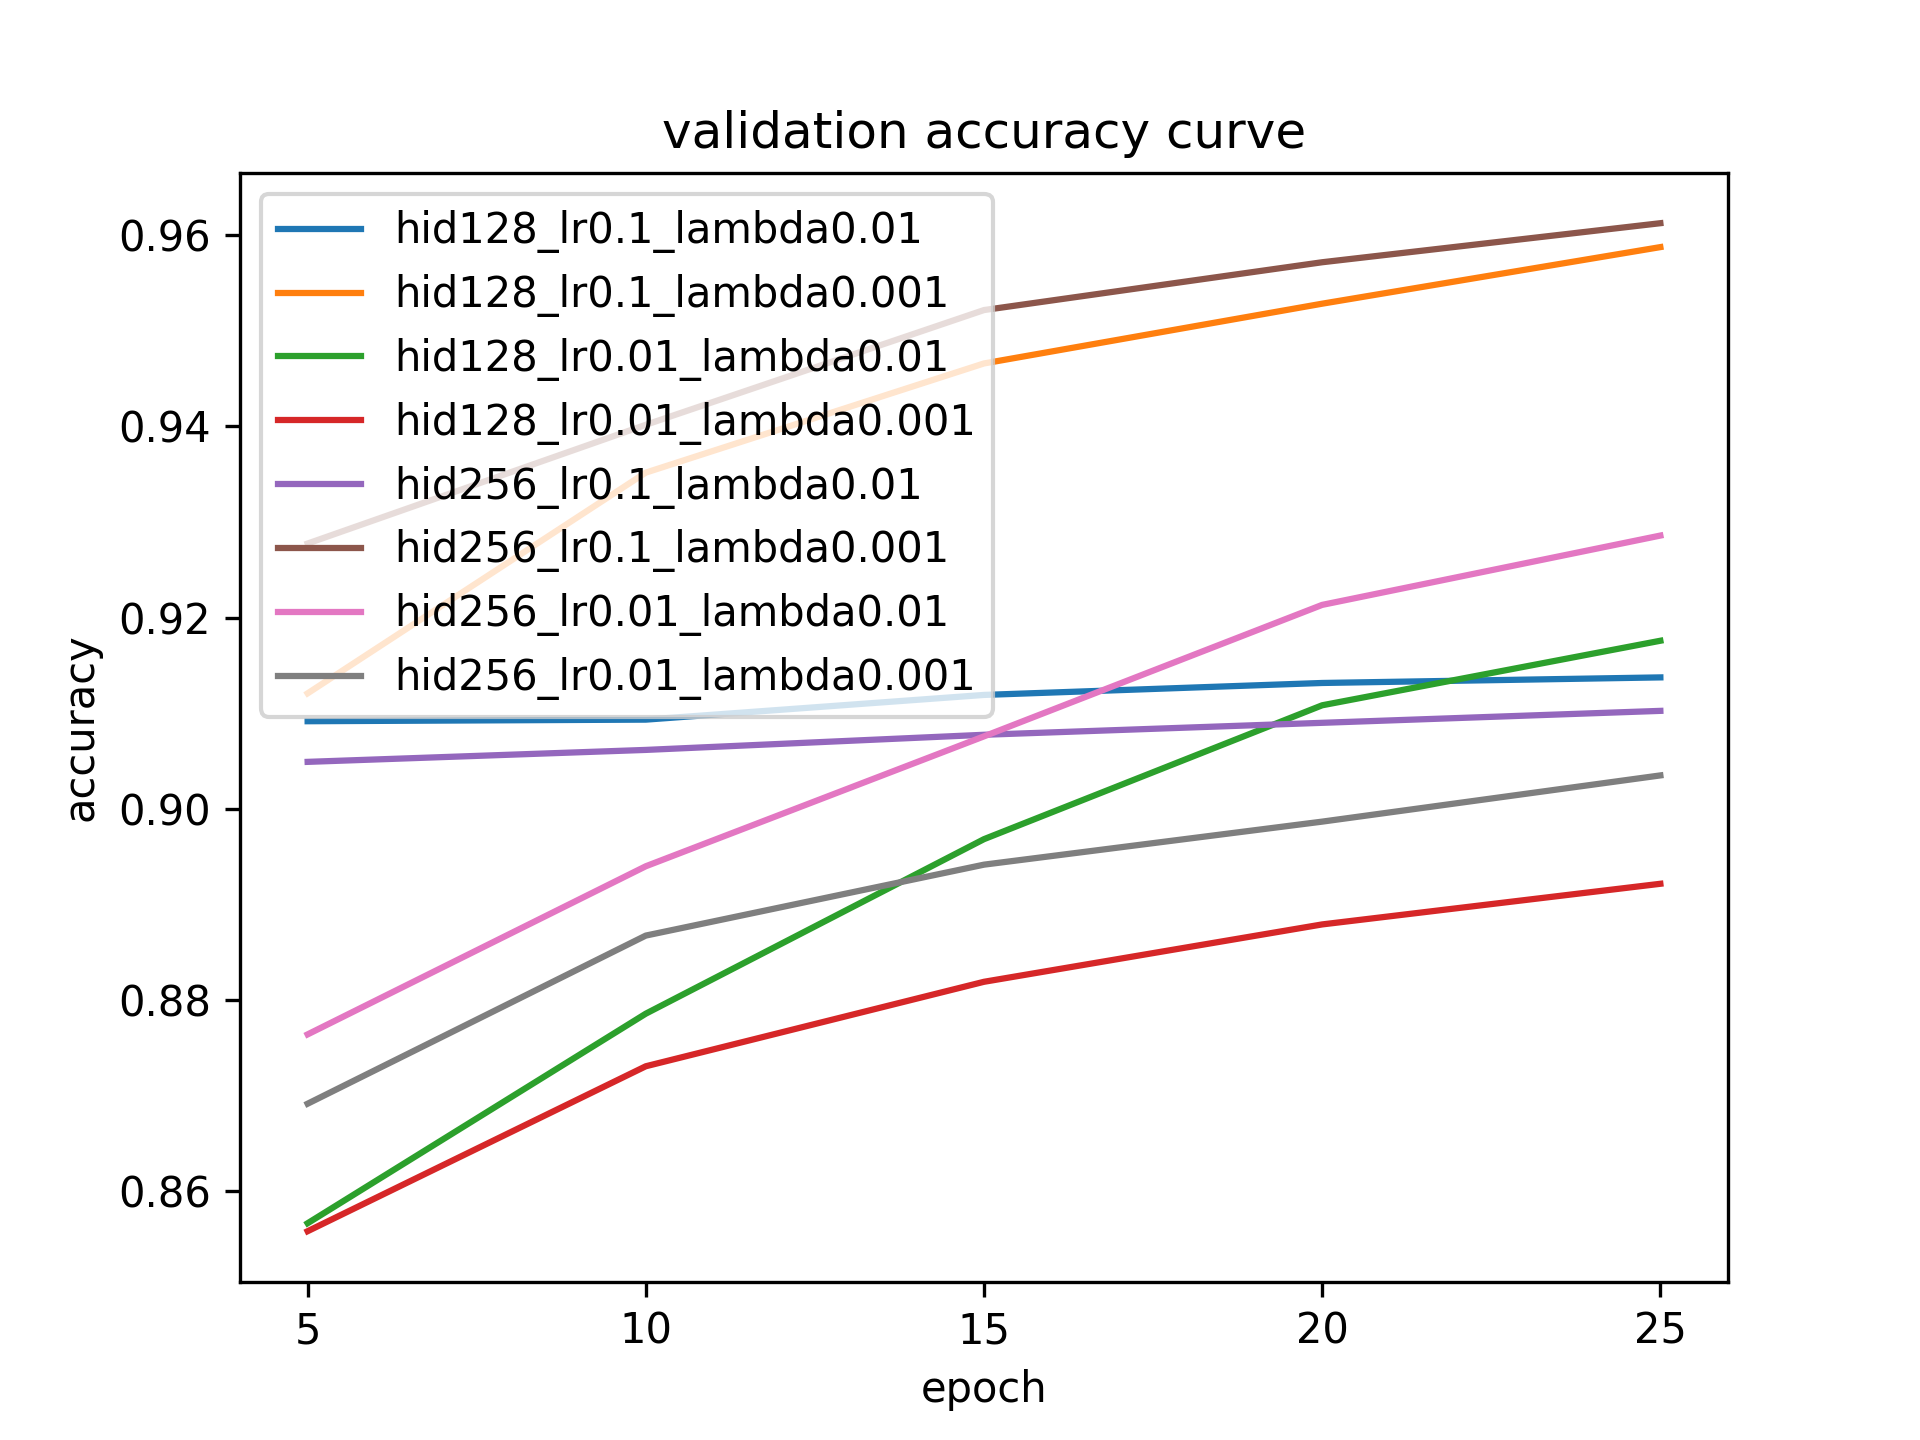 validation accuracy curve
hid128_lr0.1_lambda0.01
hid128_lr0.1_lambda0.001
hid128_lr0.01_lambda0.01
hid128_lr0.01_lambda0.001
hid256_lr0.1_lambda0.01
hid256_lr0.1_lambda0.001
hid256_lr0.01_lambda0.01
hid256_lr0.01_lambda0.001
accuracy
0.96
0.94
0.92
0.90
0.88
0.86
5 10 15 20 25
epoch